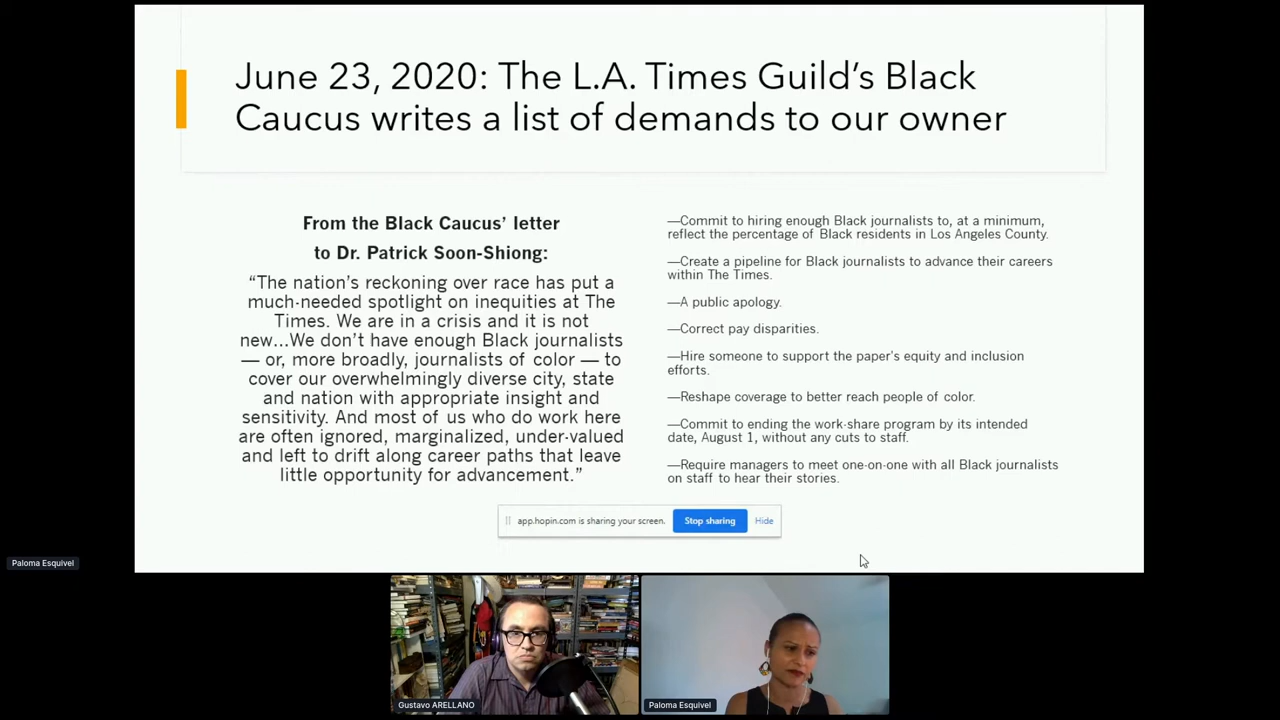 June 23, 2020: The L.A. Times Guild’s Black
Caucus writes a list of demands to our owner
From the Black Caucus’ letter
to Dr. Patrick Soon-Shiong:
“The nation’s reckoning over race has put a
much-needed spotlight on inequities at The
Times. We are in a crisis and it is not
new...We don’t have enough Black journalists
— or, more broadly, journalists of color — to
cover our overwhelmingly diverse city, state
and nation with appropriate insight and
sensitivity. And most of us who do work here
are often ignored, marginalized, under-valued
and left to drift along career paths that leave
little opportunity for advancement.”
—Commit to hiring enough Black journalists to, at a minimum,
reflect the percentage of Black residents in Los Angeles County.
—Create a pipeline for Black journalists to advance their careers
within The Times.
—A public apology.
—Correct pay disparities.
—Hire someone to support the paper's equity and inclusion
efforts.
—Reshape coverage to better reach people of color.
—Commit to ending the work-share program by its intended
date, August 1, without any cuts to staff.
—Require managers to meet one-on-one with all Black journalists
on staff to hear their stories.
app.hopin.com is sharing your screen. Stop sharing Hide
Paloma Esquivel
Gustavo ARELLANO
Paloma Esquivel